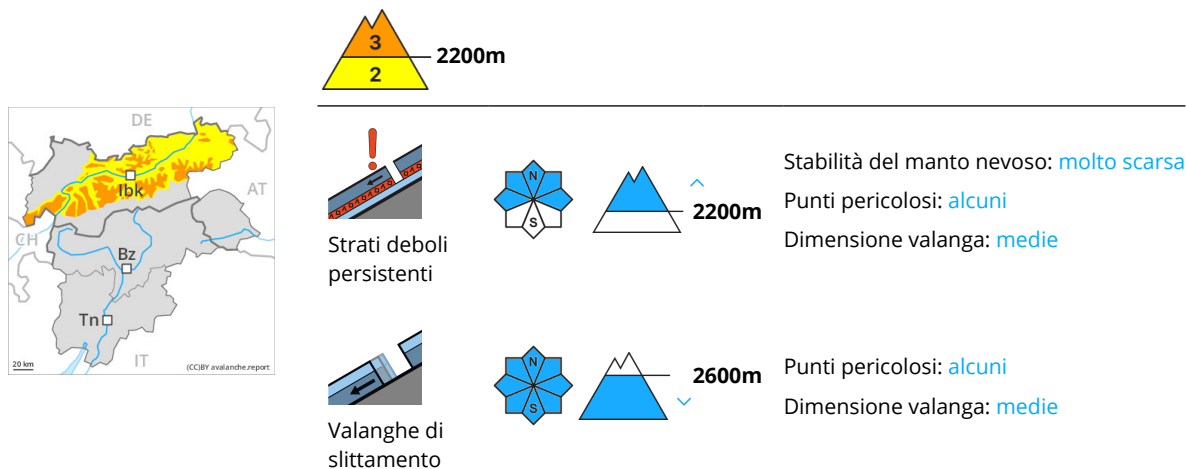 3
2200m
2
DE
Ibk
AT
CH
Bz
Tn
IT
20 km
(CC)BY avalanche.report
N
S
2200m
Strati deboli
persistenti
Stabilità del manto nevoso: molto scarsa
Punti pericolosi: alcuni
Dimensione valanga: medie
N
S
2600m
Valanghe di
slittamento
Punti pericolosi: alcuni
Dimensione valanga: medie